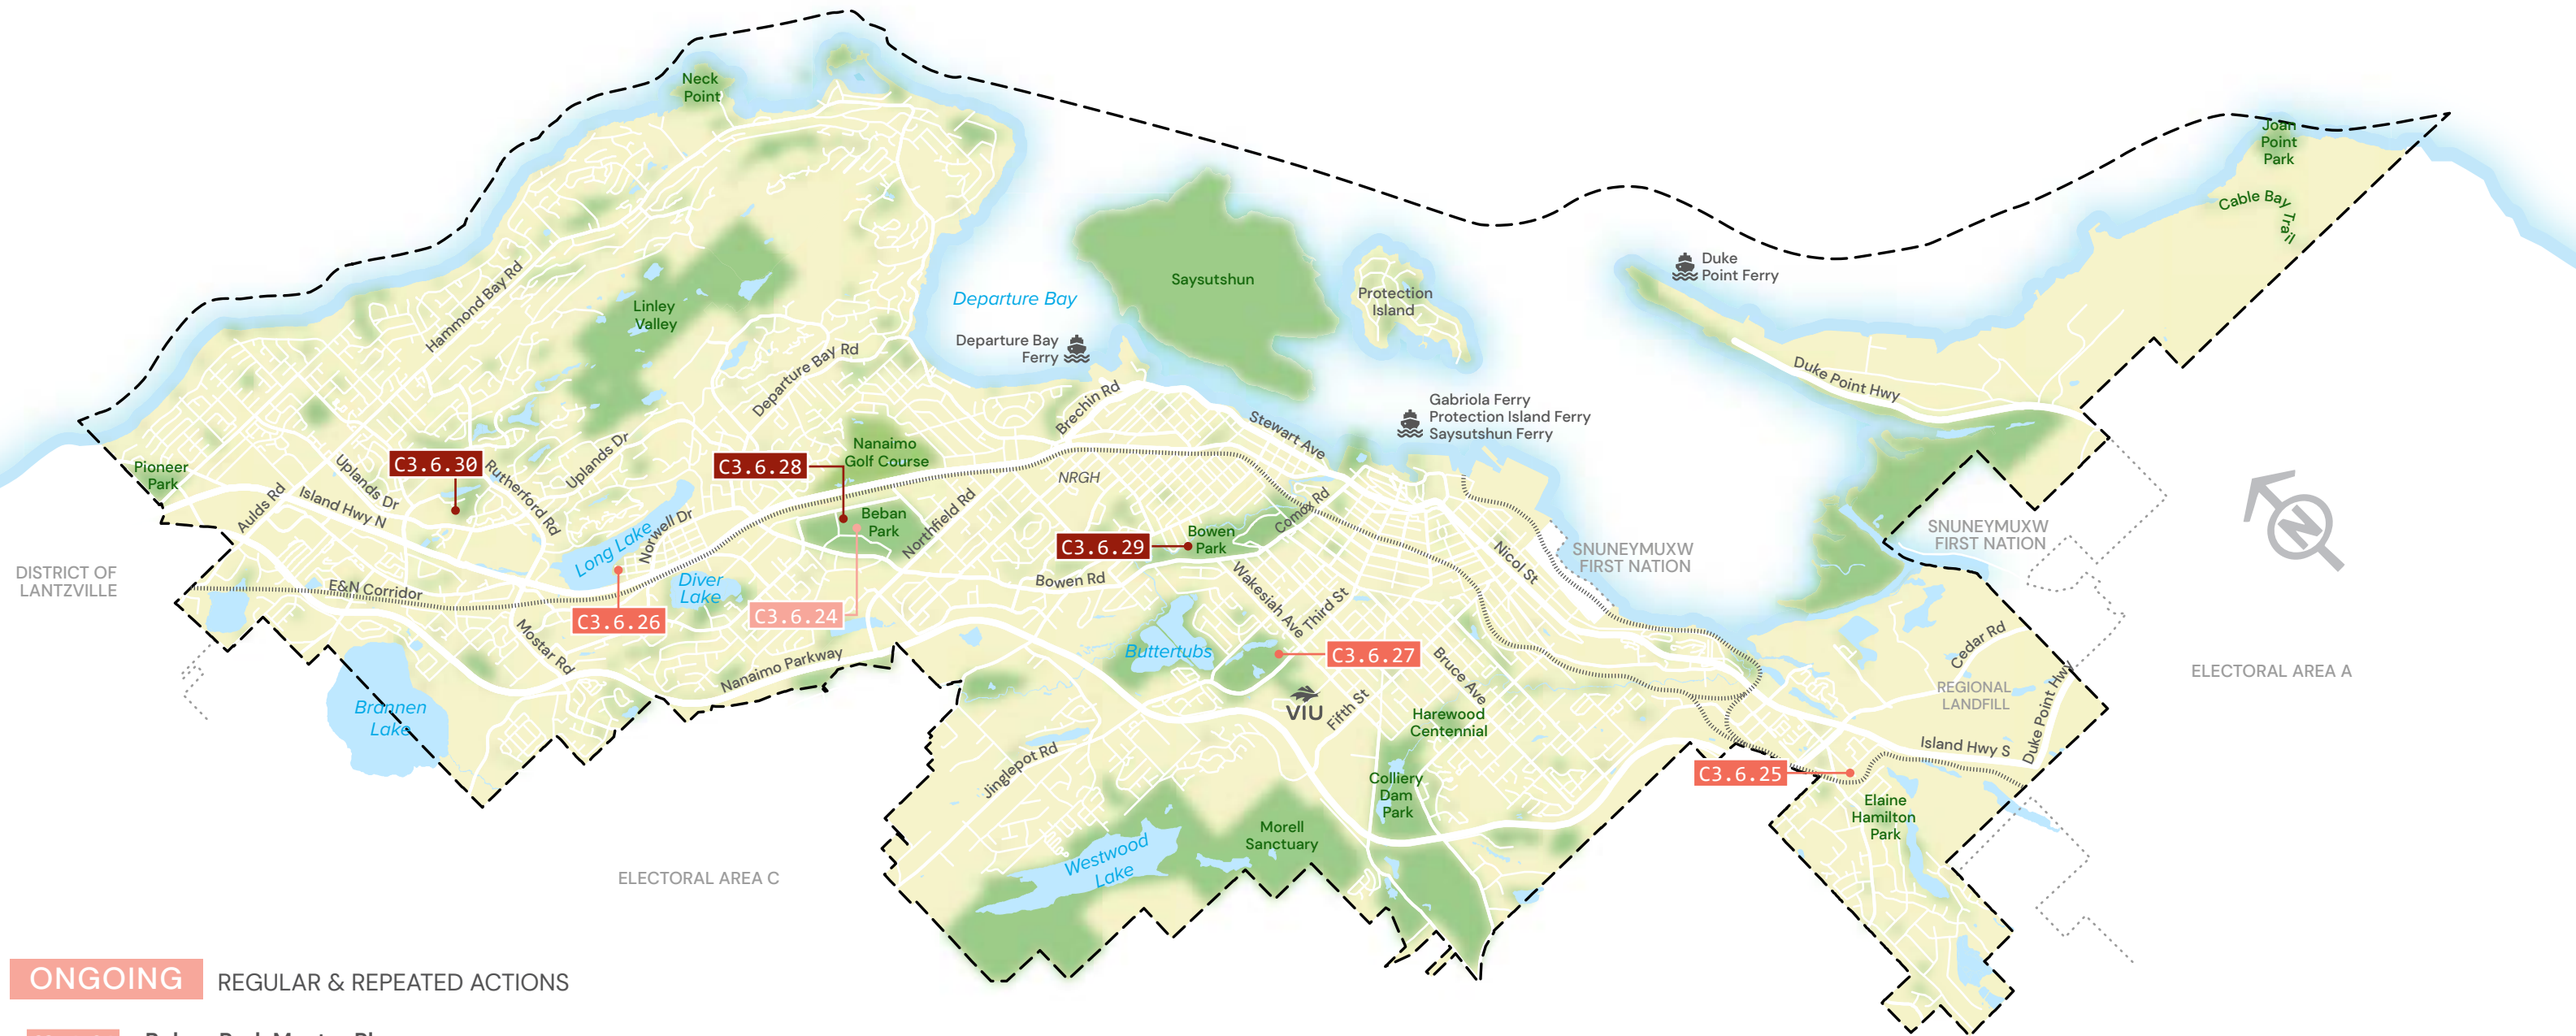 Neck
Point
Joan
Point
Park
Cable Bay Trail
Duke
Point Ferry
Saysutshun
Departure Bay
Protection
Island
Linley
Valley
Hammond Bay Rd
Departure Bay
Ferry
Departure Bay Rd
Duke Point Hwy
Brechin Rd
Gabriola Ferry
Protection Island Ferry
Saysutshun Ferry
Stewart Ave
Nanaimo
Golf Course
Pioneer
Park
Uplands Dr
C3.6.30
Rutherford Rd
Uplands Dr
C3.6.28
NRGH
Aulds Rd
Island Hwy N
Beban
Park
Northfield Rd
Comox Rd
Long Lake
Norwell Dr
C3.6.29
Bowen
Park
Nicol St
SNUNEYMUXW
FIRST NATION
SNUNEYMUXW
FIRST NATION
DISTRICT OF
LANTZVILLE
E&N Corridor
Diver
Lake
Bowen Rd
Wakesiah Ave
Third St
C3.6.26
C3.6.24
Mostar Rd
Nanaimo Parkway
Buttertubs
C3.6.27
Bruce Ave
Cedar Rd
ELECTORAL AREA A
REGIONAL
LANDFILL
Brannen
Lake
VIU
Fifth St
Harewood
Centennial
Duke Point Hwy
Island Hwy S
Jinglepot Rd
C3.6.25
Colliery
Dam
Park
Elaine
Hamilton
Park
Morell
Sanctuary
Westwood
Lake
ELECTORAL AREA C
N
ONGOING REGULAR & REPEATED ACTIONS